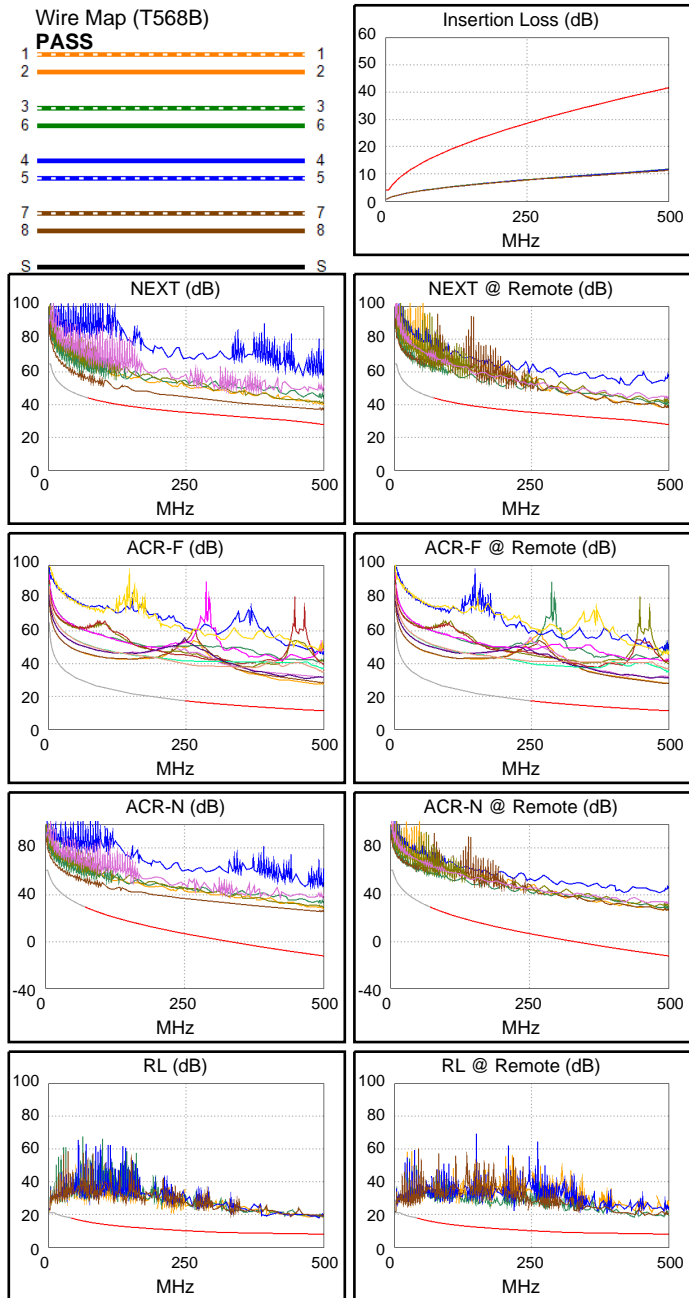 Wire Map (T568B)
PASS
1 1
2 2
3 3
6 6
4 4
5 5
7 7
8 8
S S
Insertion Loss (dB)
60
50
40
30
20
10
0
0 250 500
MHz
NEXT (dB)
100
80
60
40
20
0
0 250 500
MHz
NEXT @ Remote (dB)
100
80
60
40
20
0
0 250 500
MHz
ACR-F (dB)
100
80
60
40
20
0
0 250 500
MHz
ACR-F @ Remote (dB)
100
80
60
40
20
0
0 250 500
MHz
ACR-N (dB)
80
40
0
-40
0 250 500
MHz
ACR-N @ Remote (dB)
80
40
0
-40
0 250 500
MHz
RL (dB)
100
80
60
40
20
0
0 250 500
MHz
RL @ Remote (dB)
100
80
60
40
20
0
0 250 500
MHz